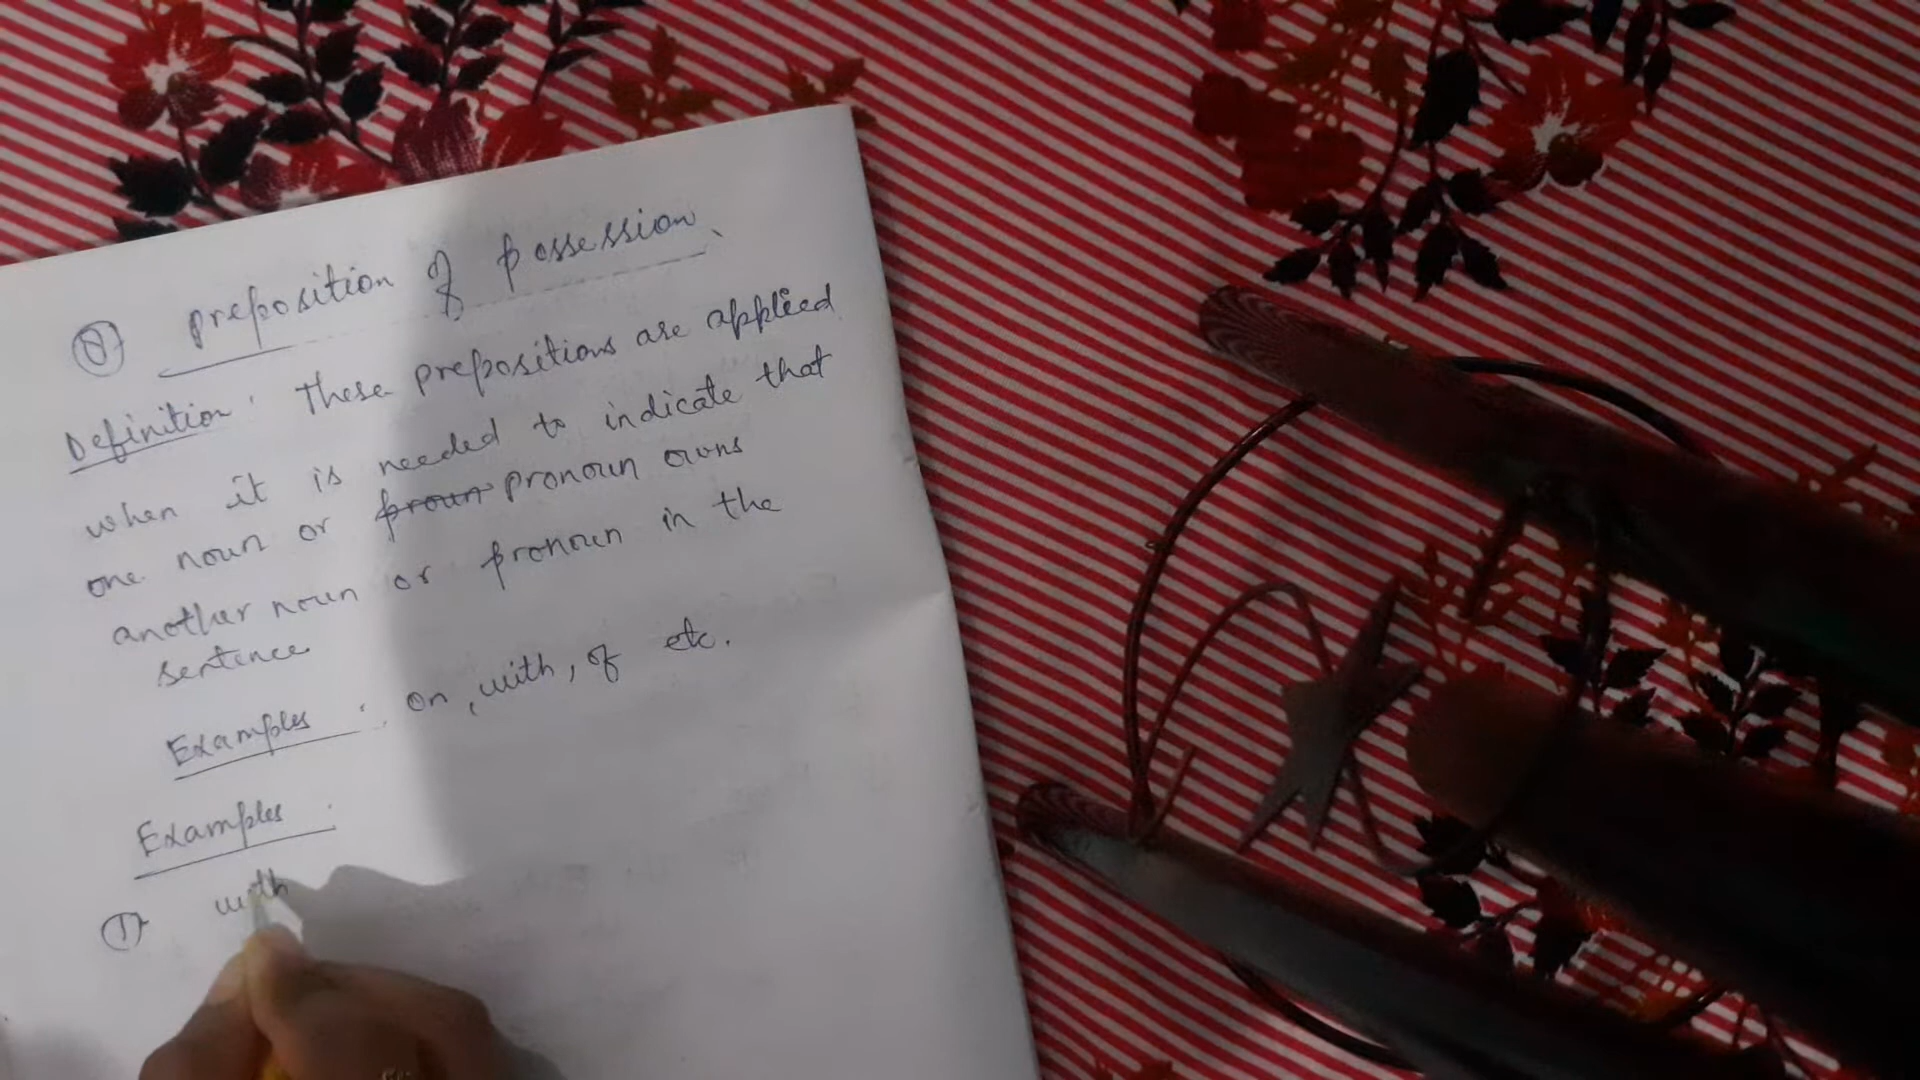 preposition of possession
Definition: These prepositions are applied
when it is needed to indicate that
one noun or proun pronoun owns
another noun or pronoun in the
sentence
Examples: on, with, of etc.
Examples:
① with